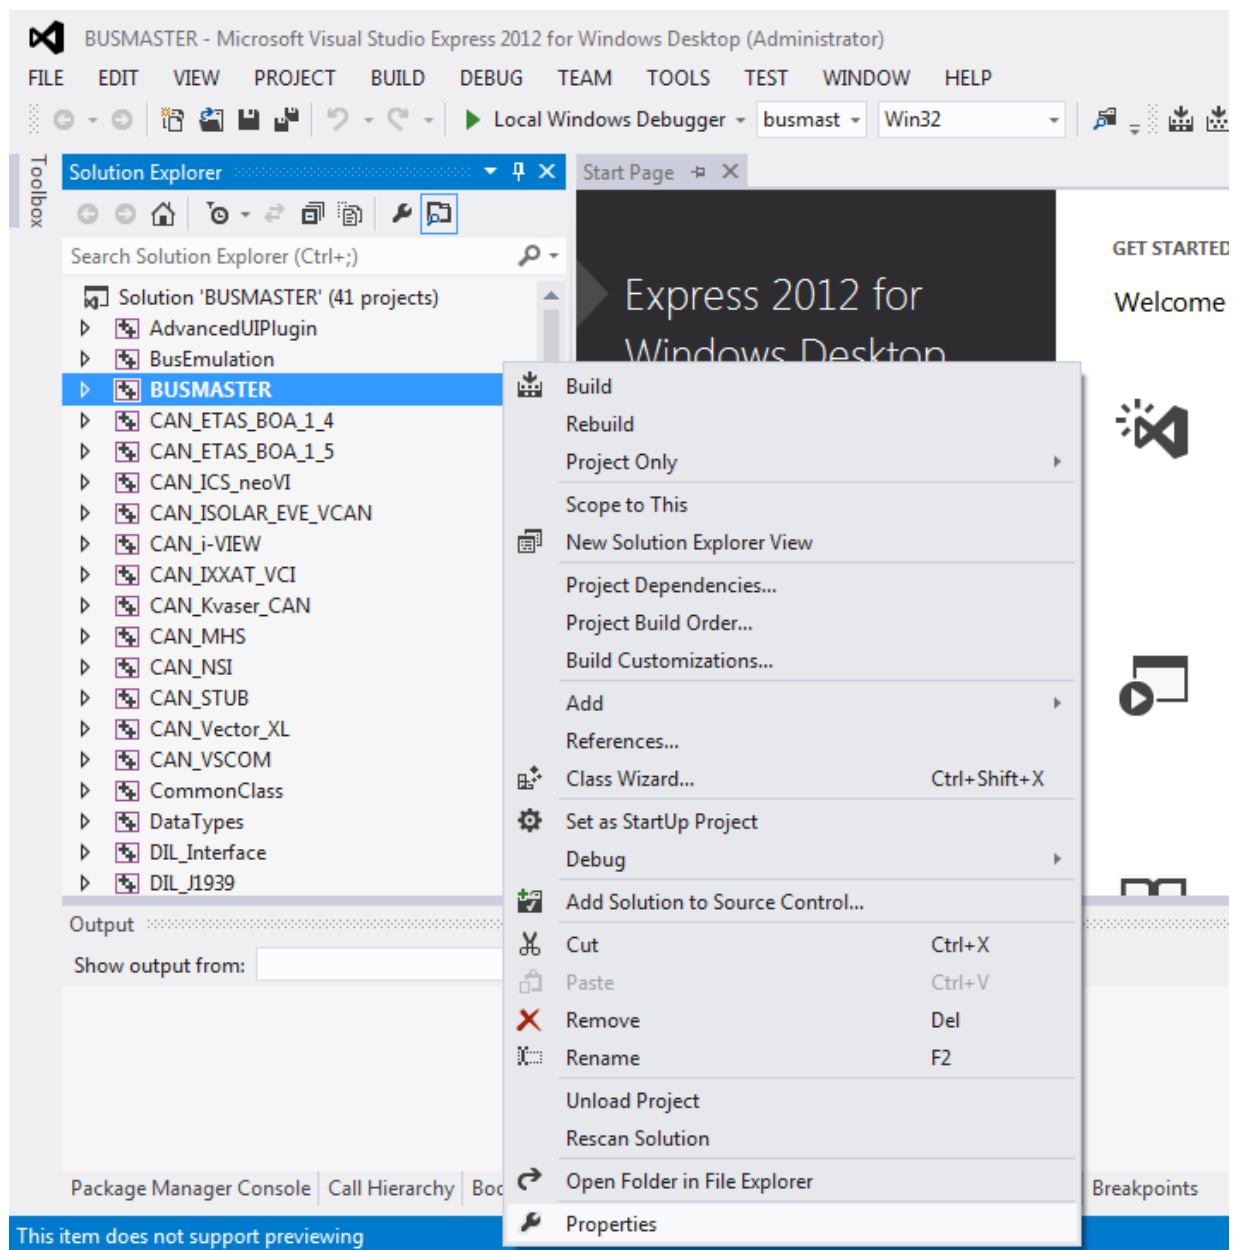 BUSMASTER - Microsoft Visual Studio Express 2012 for Windows Desktop (Administrator)
FILE EDIT VIEW PROJECT BUILD DEBUG TEAM TOOLS TEST WINDOW HELP
Local Windows Debugger busmast Win32
Toolbox
Solution Explorer
Start Page
Search Solution Explorer (Ctrl+;)
Solution 'BUSMASTER' (41 projects)
AdvancedUIPlugin
BusEmulation
BUSMASTER
CAN_ETAS_BOA_1_4
CAN_ETAS_BOA_1_5
CAN_ICS_neoVI
CAN_ISOLAR_EVE_VCAN
CAN_i-VIEW
CAN_IXXAT_VCI
CAN_Kvaser_CAN
CAN_MHS
CAN_NSI
CAN_STUB
CAN_Vector_XL
CAN_VSCOM
CommonClass
DataTypes
DIL_Interface
DIL_J1939
Express 2012 for
Windows Desktop
GET STARTED
Welcome
Build
Rebuild
Project Only
Scope to This
New Solution Explorer View
Project Dependencies...
Project Build Order...
Build Customizations...
Add
References...
Class Wizard... Ctrl+Shift+X
Set as StartUp Project
Debug
Add Solution to Source Control...
Cut Ctrl+X
Paste Ctrl+V
Remove Del
Rename F2
Unload Project
Rescan Solution
Open Folder in File Explorer
Properties
Output
Show output from:
Package Manager Console Call Hierarchy Boo Breakpoints
This item does not support previewing